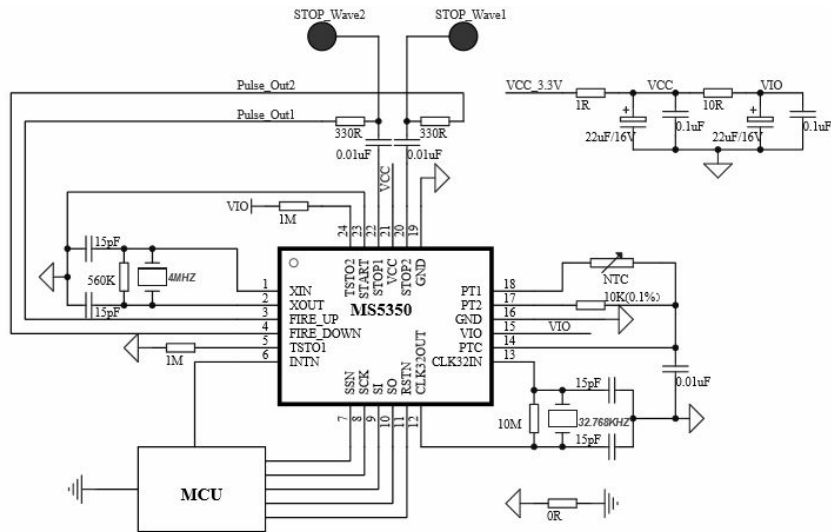 STOP_Wave2
STOP_Wave1
Pulse_Out2
Pulse_Out1
330R
330R
0.01uF
0.01uF
VCC
VCC_3.3V
1R
VCC
10R
VIO
22uF/16V
0.1uF
22uF/16V
0.1uF
VIO
1M
24
23
22
21
20
19
TSTO2
START
STOP1
VCC
STOP2
GND
15pF
560K
4MHZ
15pF
1
2
3
4
5
6
XIN
XOUT
FIRE_UP
FIRE_DOWN
TSTO1
INTN
1M
MS5350
PT1
PT2
GND
VIO
PTC
CLK32IN
18
17
16
15
14
13
NTC
10K(0.1%)
VIO
0.01uF
SSN
SCK
SI
SO
RSTN
CLK32OUT
7
8
9
10
11
12
15pF
10M
32.768KHZ
15pF
MCU
0R